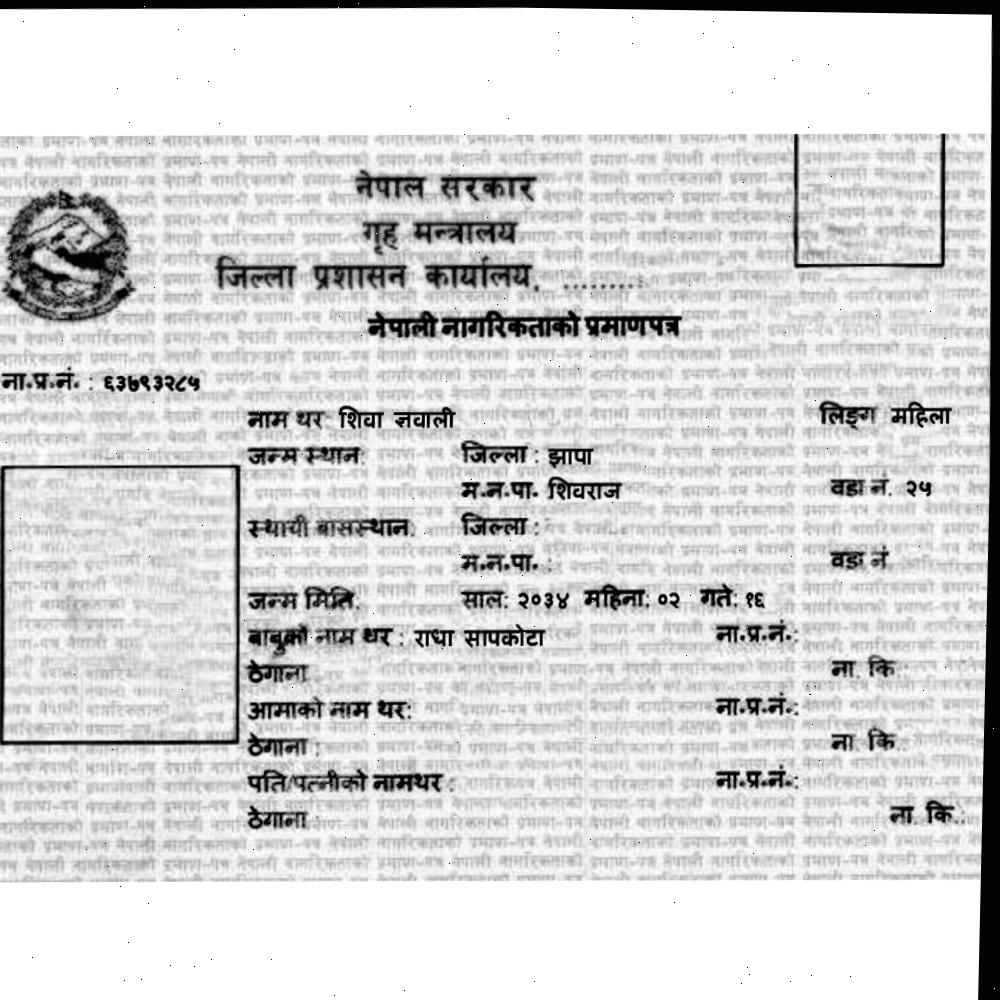 नेपाल सरकार
गृह मन्त्रालय
जिल्ला प्रशासन कार्यालय, .........
नेपाली नागरिकताको प्रमाणपत्र
ना.प्र.नं. : ६३७९३२८५
नाम थर: शिवा ज्ञवाली लिङ्ग महिला
जन्म स्थान: जिल्ला : झापा
म.न.पा. शिवराज वडा नं. २५
स्थायी बासस्थान: जिल्ला :
म.न.पा. : वडा नं.
जन्म मिति: साल: २०३४ महिना: ०२ गते: १६
बाबुको नाम थर : राधा सापकोटा ना.प्र.नं.:
ठेगाना : ना. कि.:
आमाको नाम थर: ना.प्र.नं.:
ठेगाना : ना. कि.:
पति/पत्नीको नामथर : ना.प्र.नं.:
ठेगाना : ना. कि.: